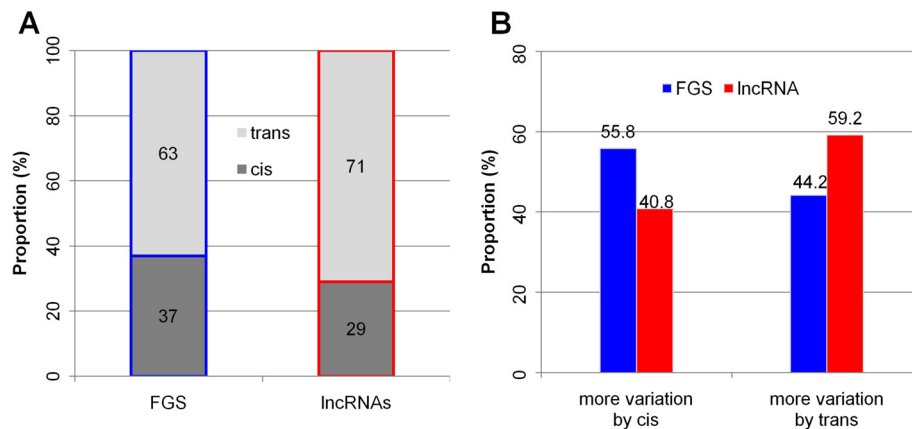 A
Proportion (%)
100
80
60
40
20
0
63
37
71
29
trans
cis
FGS
lncRNAs
B
Proportion (%)
80
60
40
20
0
FGS
lncRNA
55.8
40.8
44.2
59.2
more variation
by cis
more variation
by trans